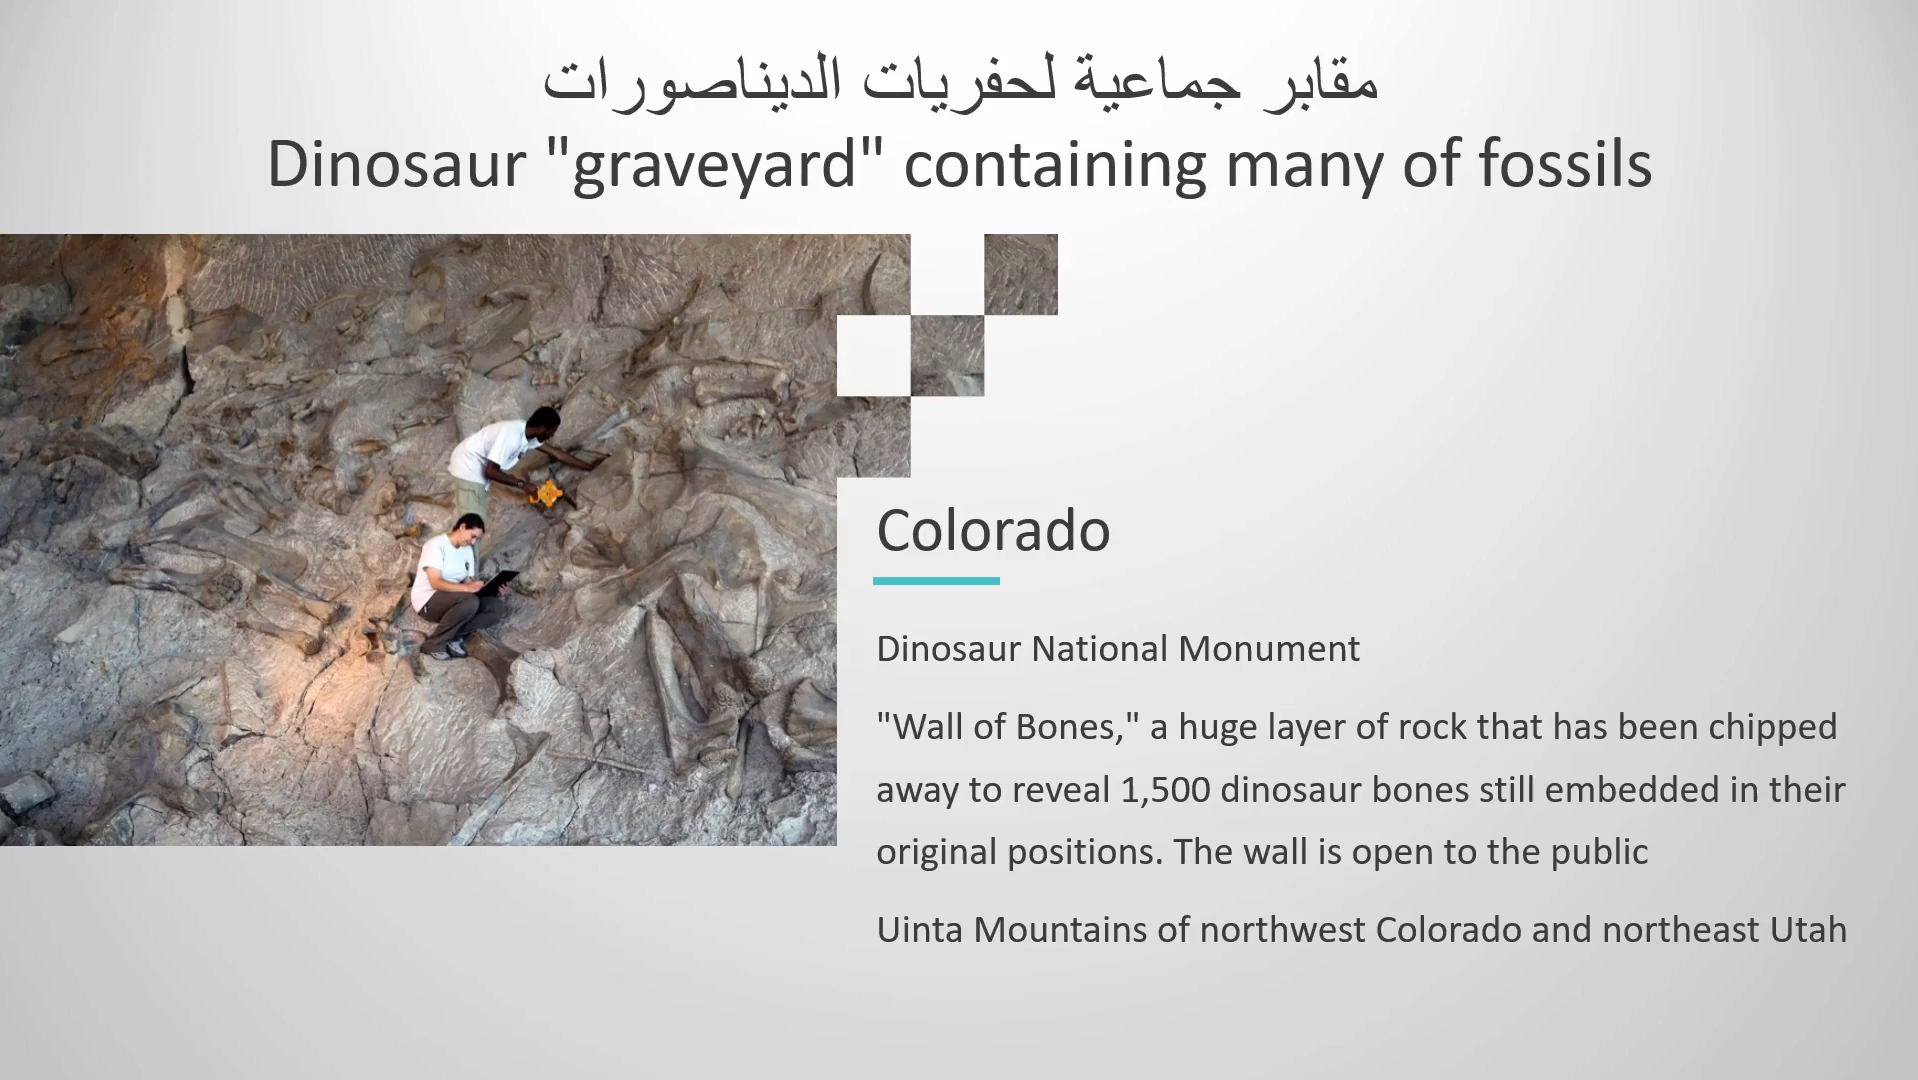 مقابر جماعية لحفريات الديناصورات
Dinosaur "graveyard" containing many of fossils
Colorado
Dinosaur National Monument
"Wall of Bones," a huge layer of rock that has been chipped
away to reveal 1,500 dinosaur bones still embedded in their
original positions. The wall is open to the public
Uinta Mountains of northwest Colorado and northeast Utah